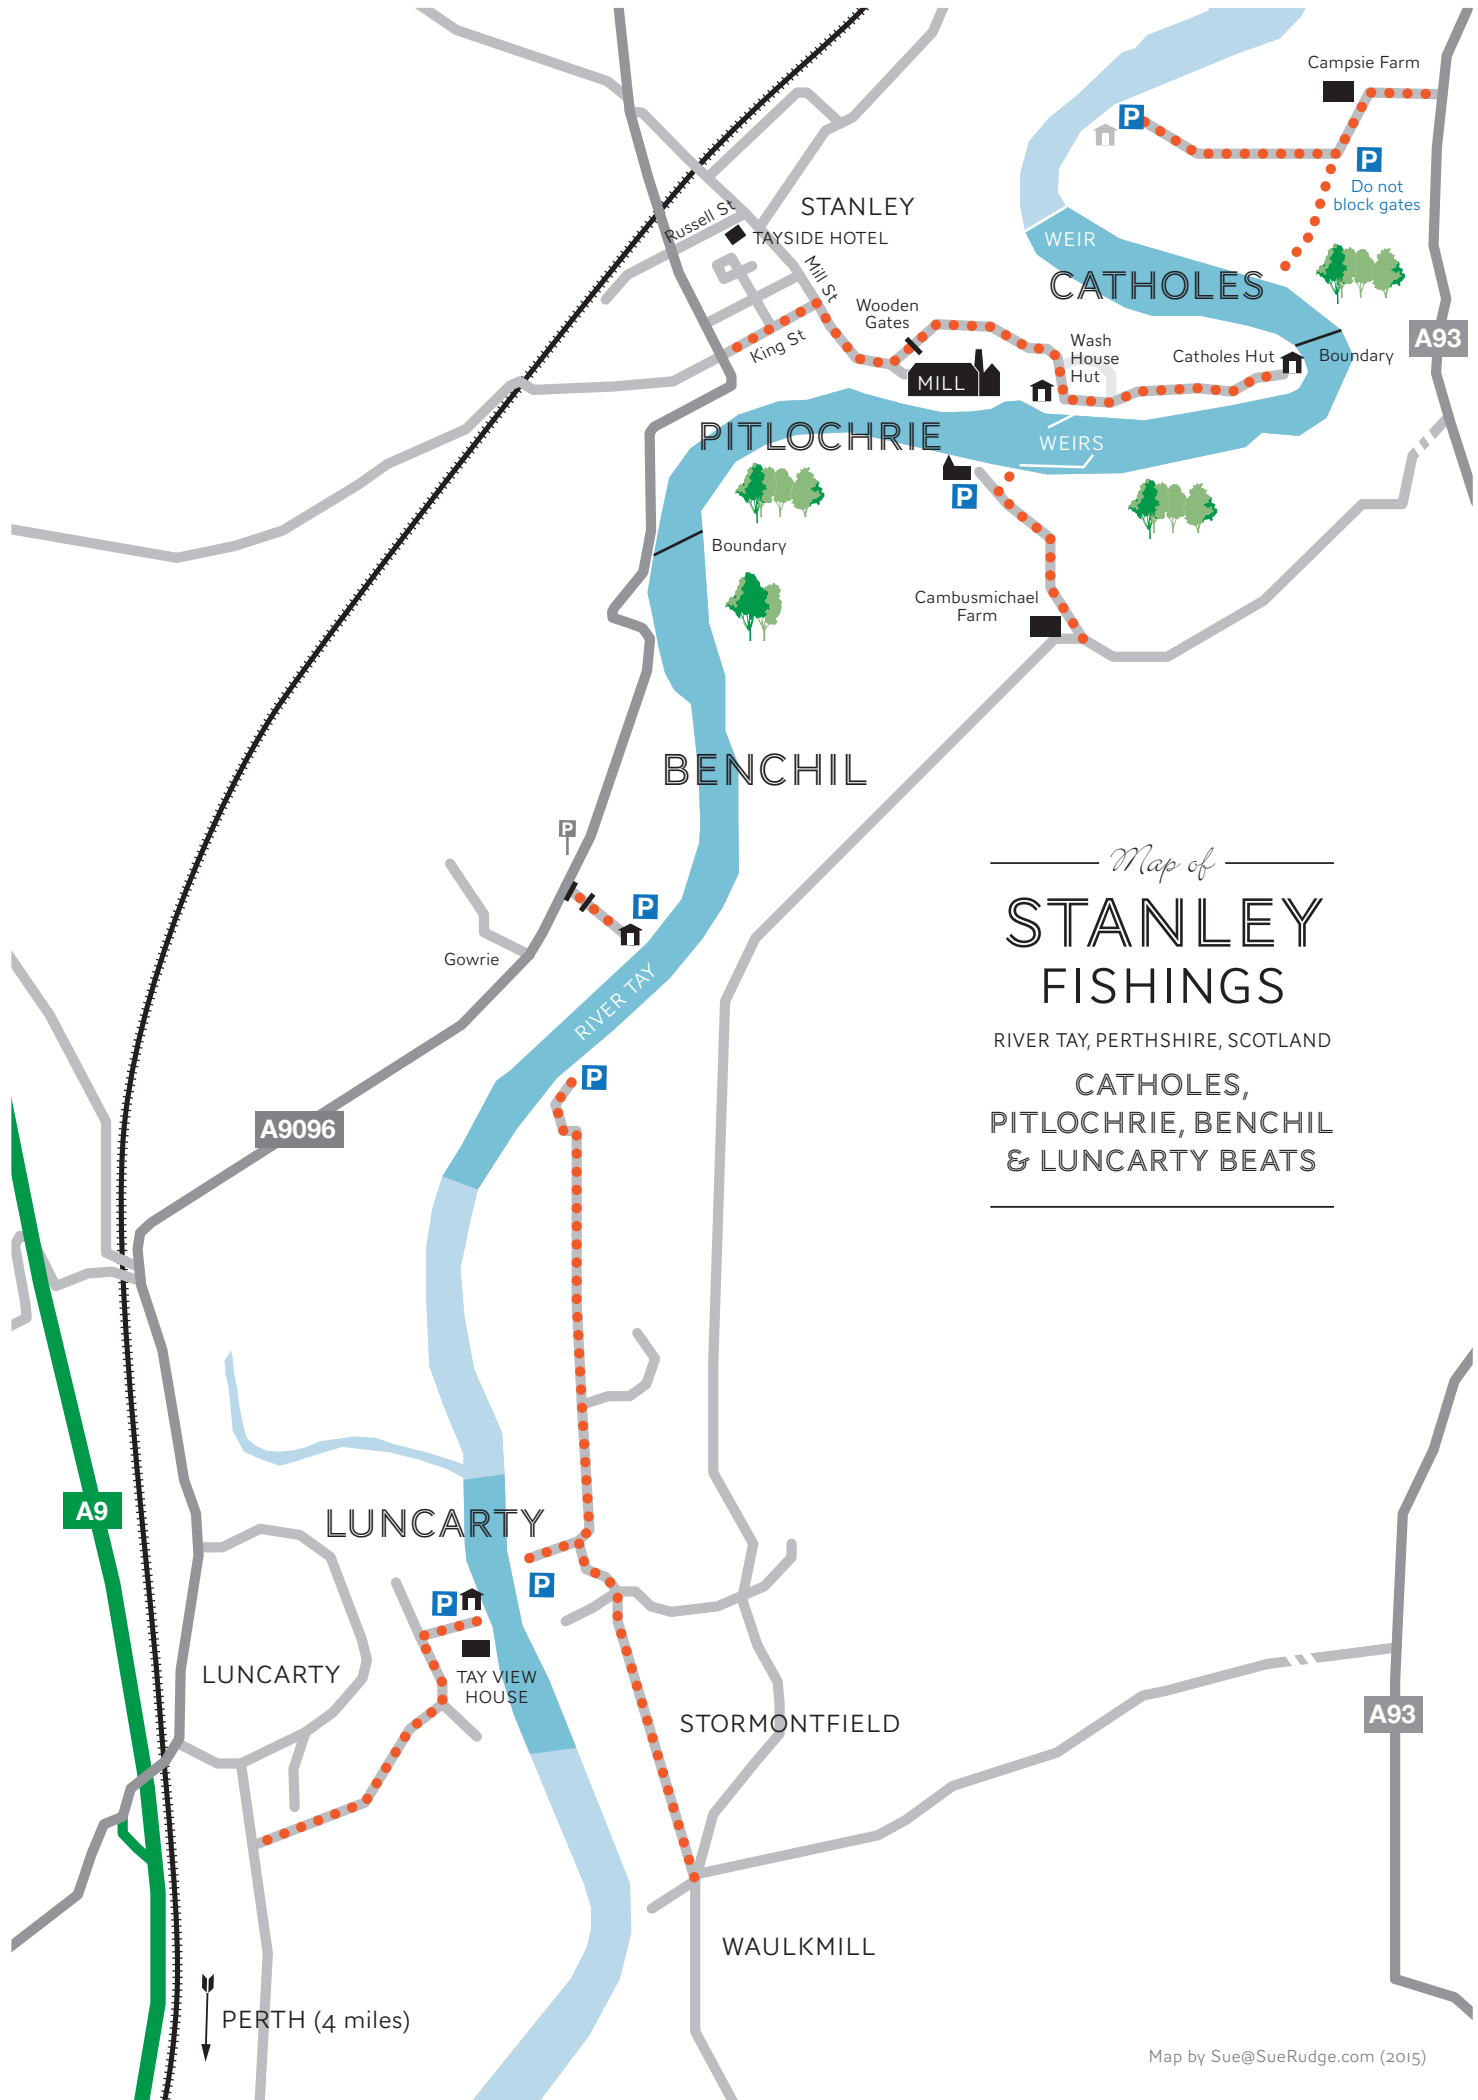 Campsie Farm
P
P
Do not
block gates
Russell St
STANLEY
TAYSIDE HOTEL
WEIR
Mill St
CATHOLES
Wooden
Gates
King St
Wash
House
Hut
Catholes Hut
Boundary
A93
MILL
PITLOCHRIE
WEIRS
P
Boundary
Cambusmichael
Farm
BENCHIL
P
P
Gowrie
RIVER TAY
Map of
STANLEY
FISHINGS
RIVER TAY, PERTHSHIRE, SCOTLAND
CATHOLES,
PITLOCHRIE, BENCHIL
& LUNCARTY BEATS
P
A9096
A9
LUNCARTY
P
P
LUNCARTY
TAY VIEW
HOUSE
STORMONTFIELD
A93
WAULKMILL
PERTH (4 miles)
Map by Sue@SueRudge.com (2015)